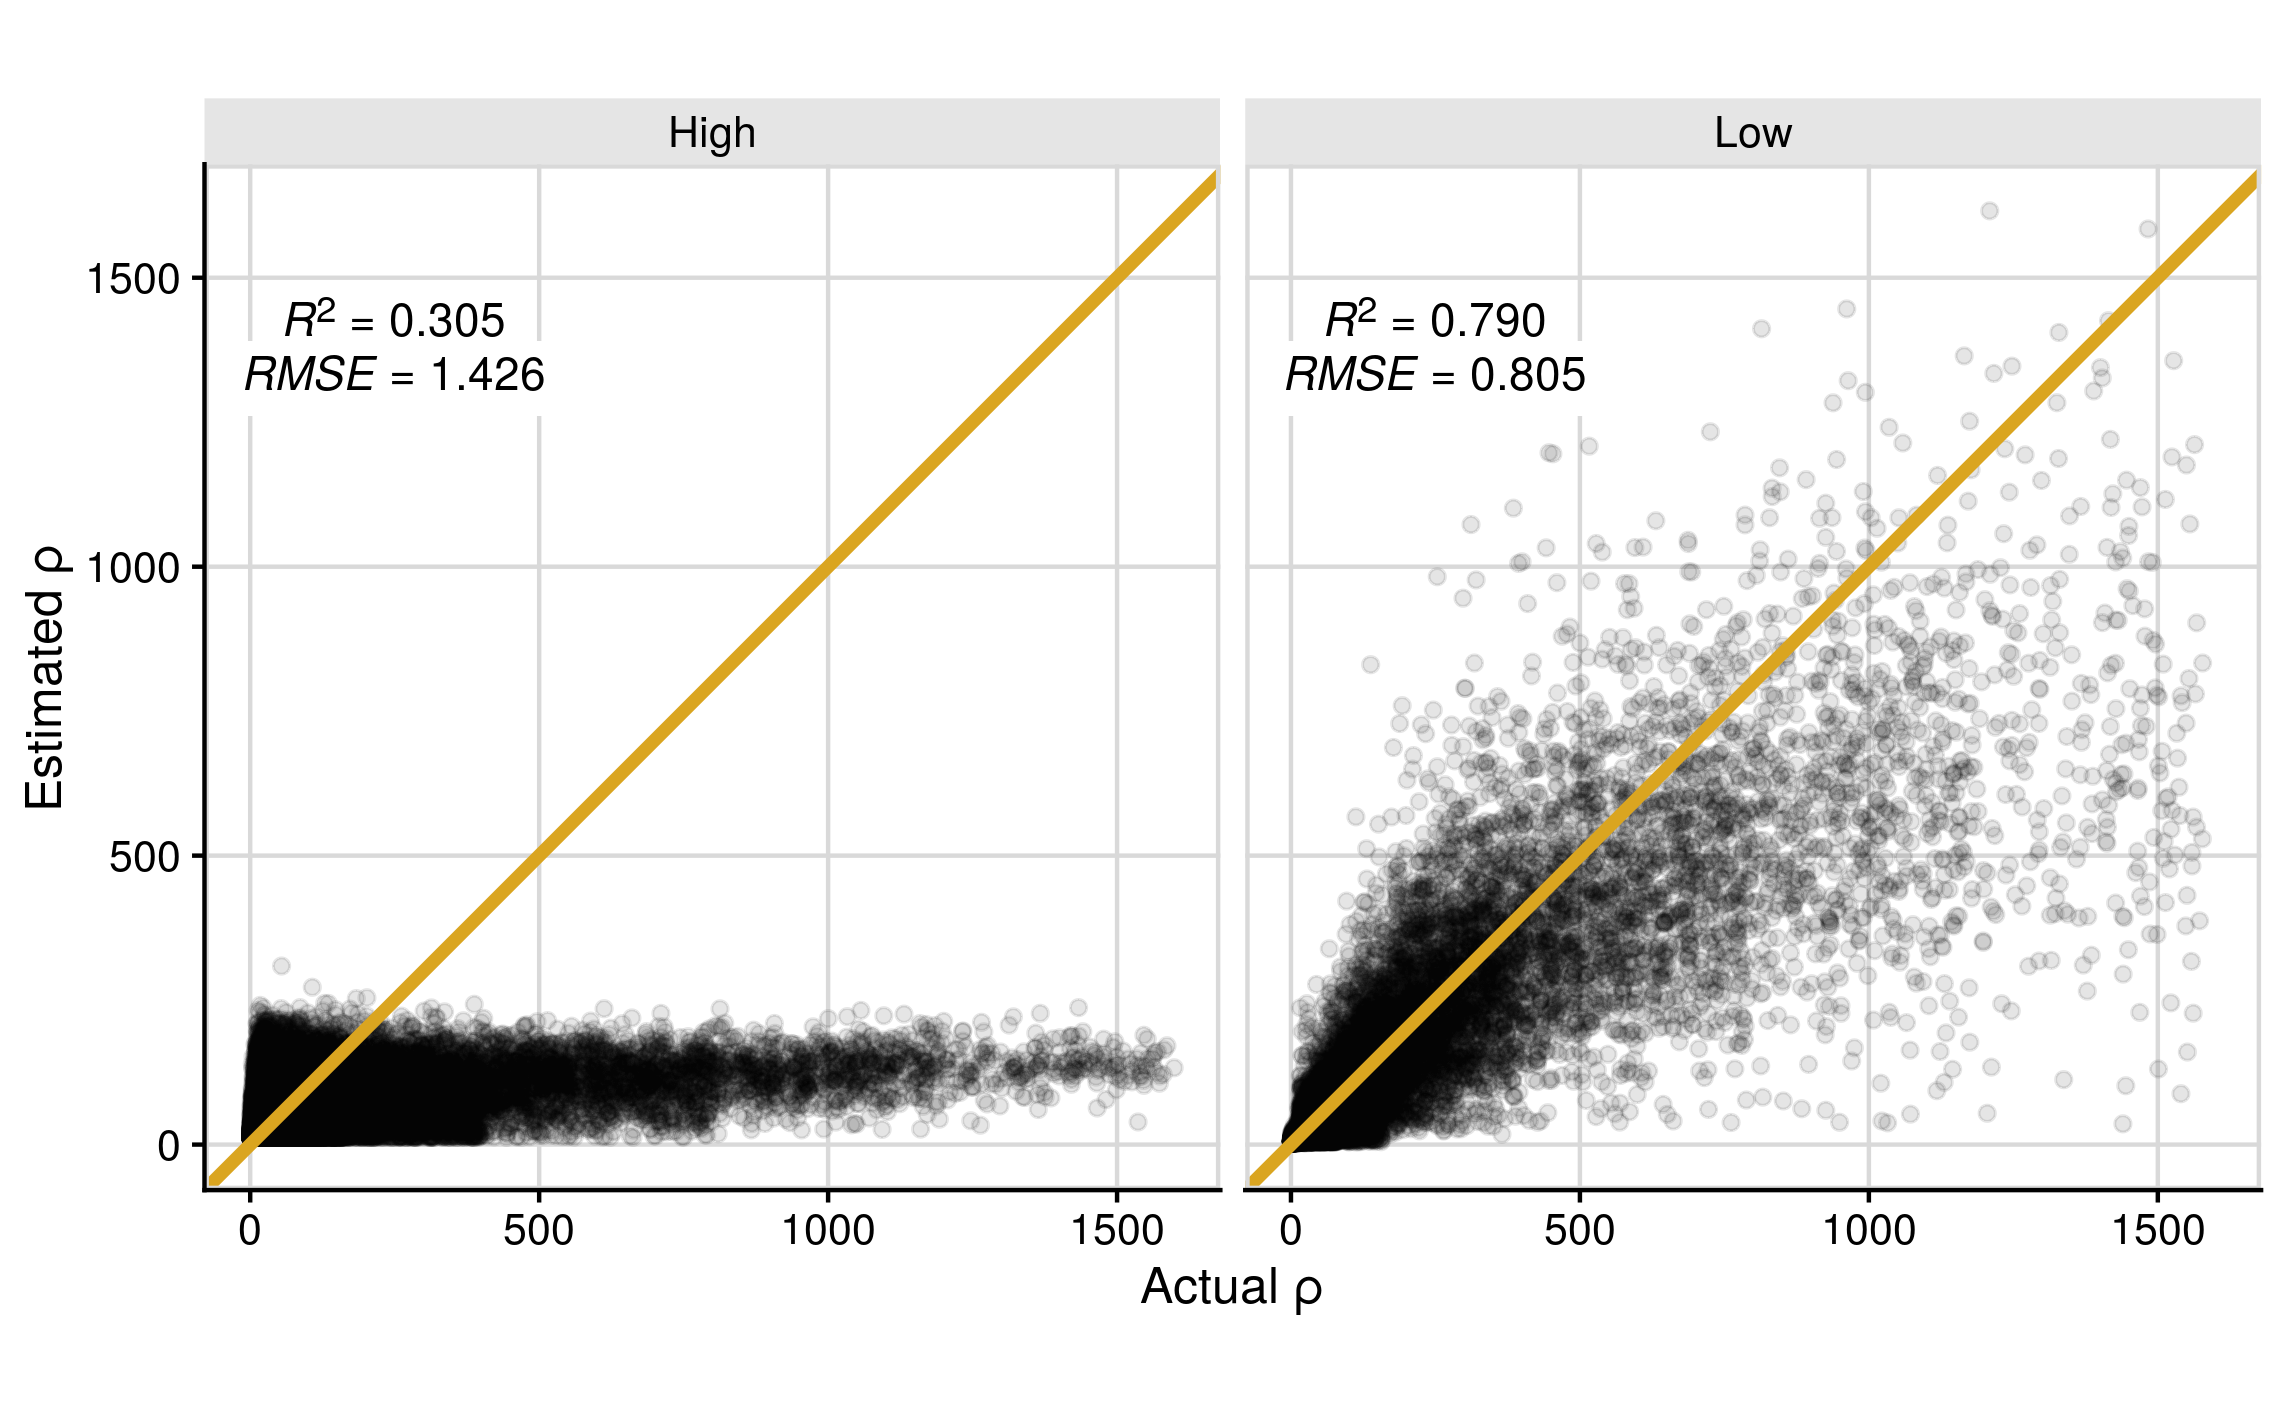 High
Low
R² = 0.305
RMSE = 1.426
R² = 0.790
RMSE = 0.805
Estimated ρ
1500
1000
500
0
0 500 1000 1500
0 500 1000 1500
Actual ρ